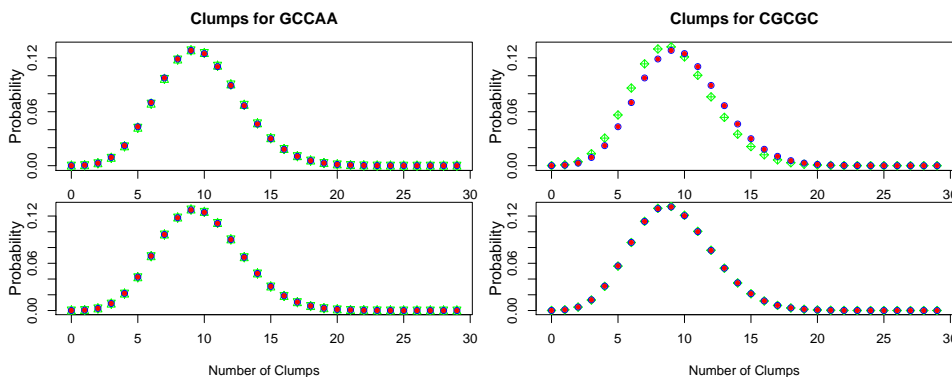 Clumps for GCCAA
Clumps for CGCGC
Probability
0.00 0.06 0.12
0 5 10 15 20 25 30
Probability
0.00 0.06 0.12
0 5 10 15 20 25 30
Probability
0.00 0.06 0.12
0 5 10 15 20 25 30
Number of Clumps
Probability
0.00 0.06 0.12
0 5 10 15 20 25 30
Number of Clumps